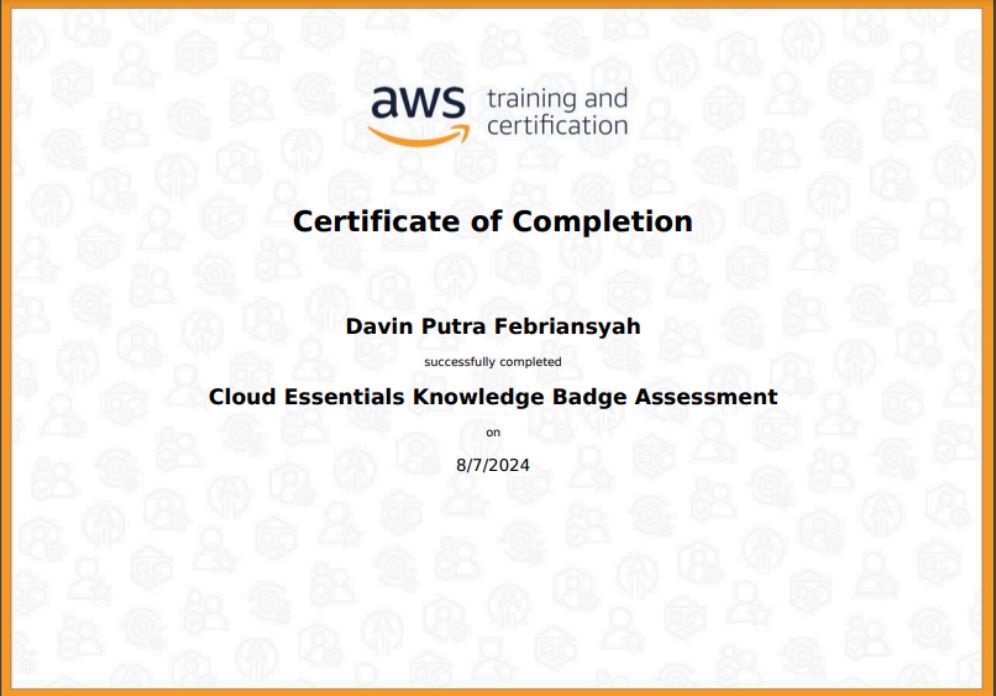 aws training and
certification
Certificate of Completion
Davin Putra Febriansyah
successfully completed
Cloud Essentials Knowledge Badge Assessment
on
8/7/2024